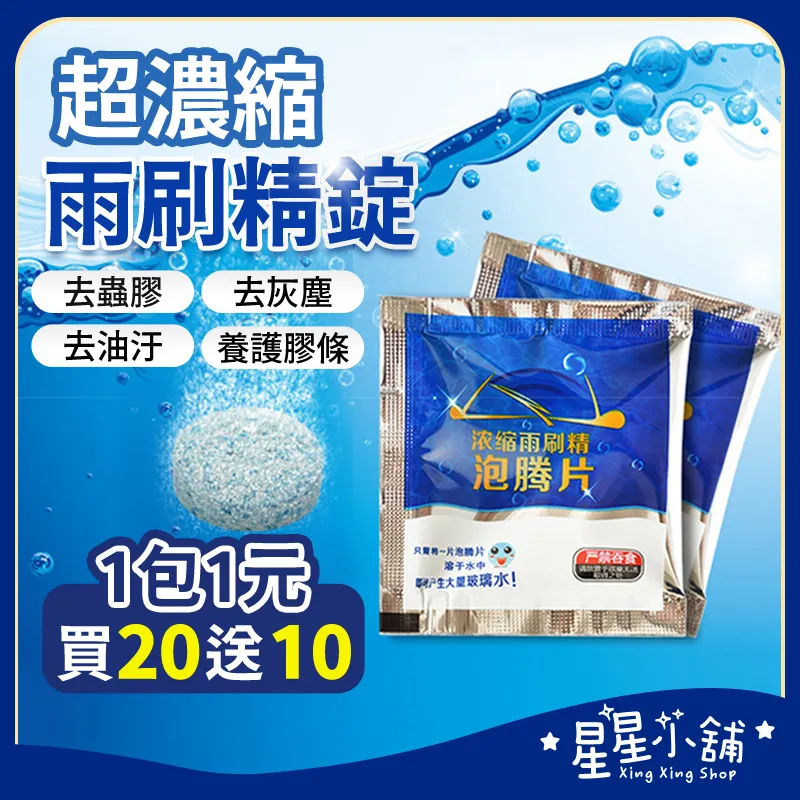 超濃縮
雨刷精錠
去蟲膠
去灰塵
去油汙
養護膠條
浓缩雨刷精
泡腾片
只需将一片泡腾片
溶于水中
产生大量玻璃水!
严禁吞食
1包1元
買20送10
星星小舖
Xing Xing Shop